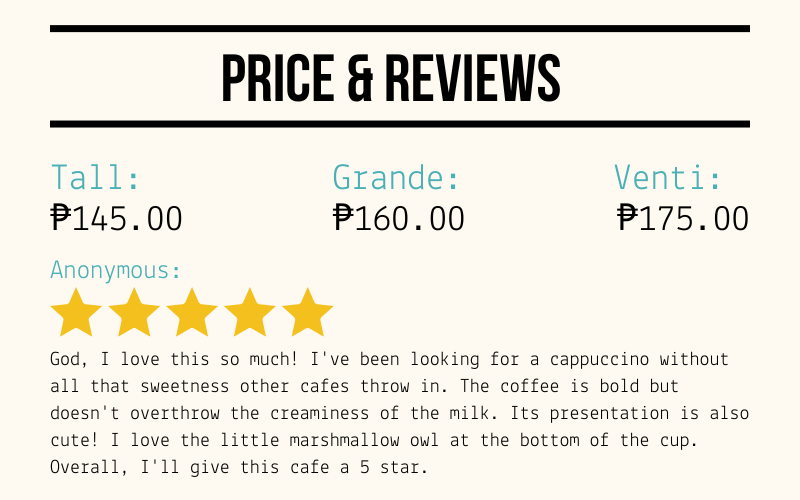 PRICE & REVIEWS
Tall: Grande: Venti:
₱145.00 ₱160.00 ₱175.00
Anonymous:
God, I love this so much! I've been looking for a cappuccino without
all that sweetness other cafes throw in. The coffee is bold but
doesn't overthrow the creaminess of the milk. Its presentation is also
cute! I love the little marshmallow owl at the bottom of the cup.
Overall, I'll give this cafe a 5 star.